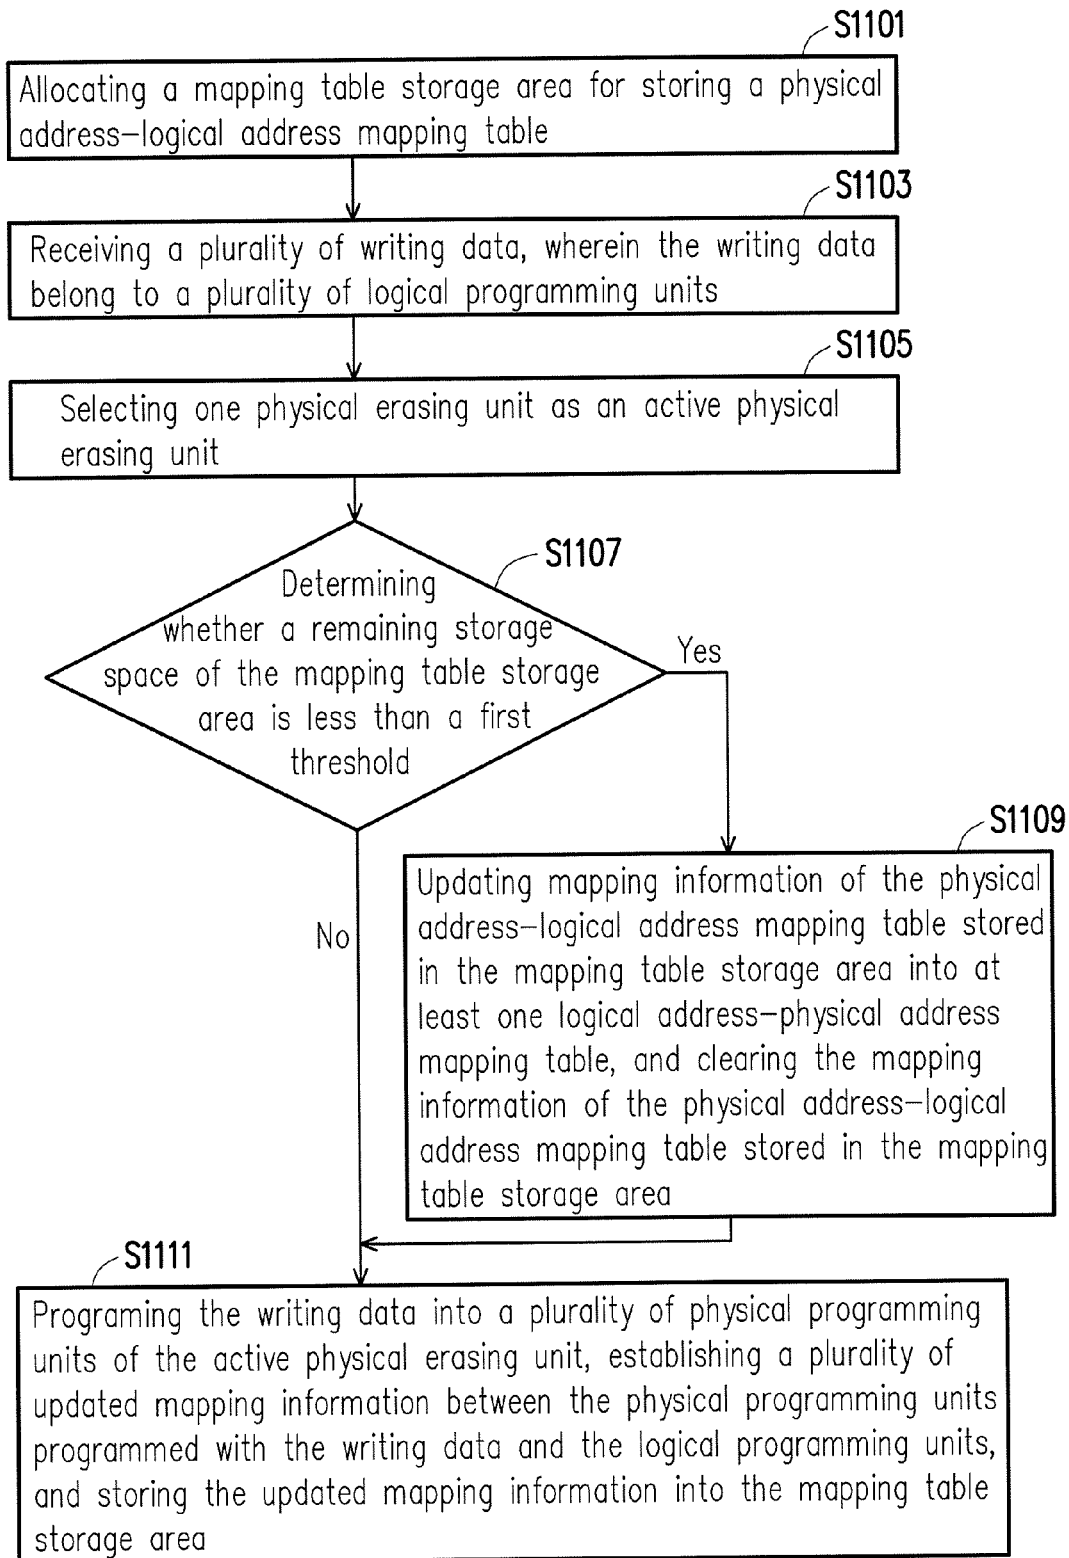 S1101
Allocating a mapping table storage area for storing a physical
address-logical address mapping table
S1103
Receiving a plurality of writing data, wherein the writing data
belong to a plurality of logical programming units
S1105
Selecting one physical erasing unit as an active physical
erasing unit
S1107
Determining
whether a remaining storage
space of the mapping table storage
area is less than a first
threshold
Yes
No
S1109
Updating mapping information of the physical
address-logical address mapping table stored
in the mapping table storage area into at
least one logical address-physical address
mapping table, and clearing the mapping
information of the physical address-logical
address mapping table stored in the mapping
table storage area
S1111
Programing the writing data into a plurality of physical programming
units of the active physical erasing unit, establishing a plurality of
updated mapping information between the physical programming units
programmed with the writing data and the logical programming units,
and storing the updated mapping information into the mapping table
storage area